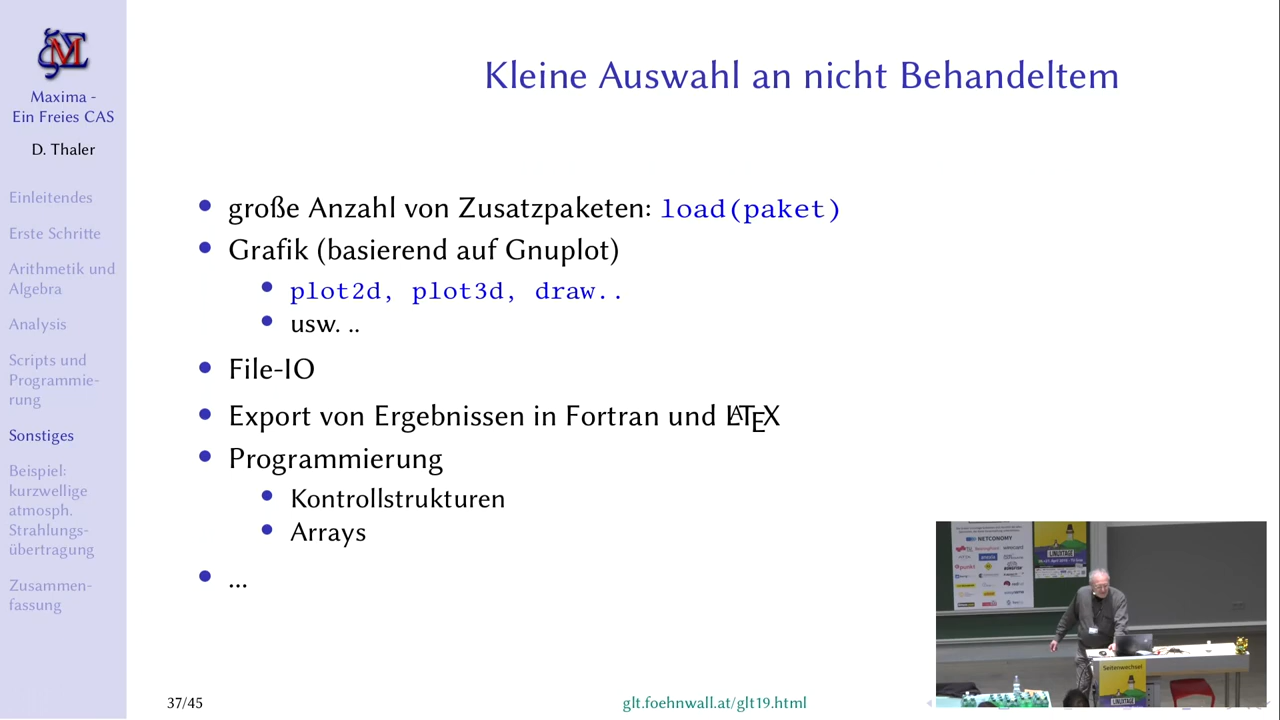 Maxima -
Ein Freies CAS
D. Thaler
Einleitendes
Erste Schritte
Arithmetik und
Algebra
Analysis
Scripts und
Programmie-
rung
Sonstiges
Beispiel:
kurzwellige
atmosph.
Strahlungs-
übertragung
Zusammen-
fassung
Kleine Auswahl an nicht Behandeltem
• große Anzahl von Zusatzpaketen: load(paket)
• Grafik (basierend auf Gnuplot)
• plot2d, plot3d, draw..
• usw. ..
• File-IO
• Export von Ergebnissen in Fortran und LATEX
• Programmierung
• Kontrollstrukturen
• Arrays
• ...
NETCONOMY
LINUXTAGE
Seitenwechsel
LINUXTAGE
37/45
glt.foehnwall.at/glt19.html